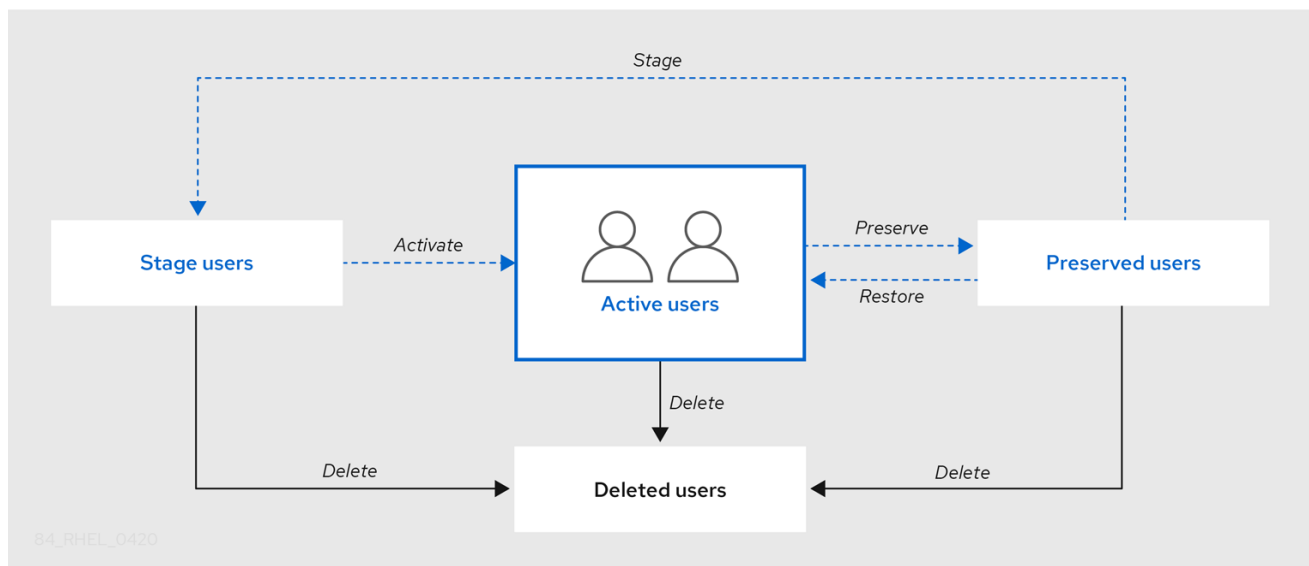 Stage
Activate
Preserve
Stage users
Preserved users
Restore
Active users
Delete
Delete
Delete
Deleted users
84_RHEL_0420